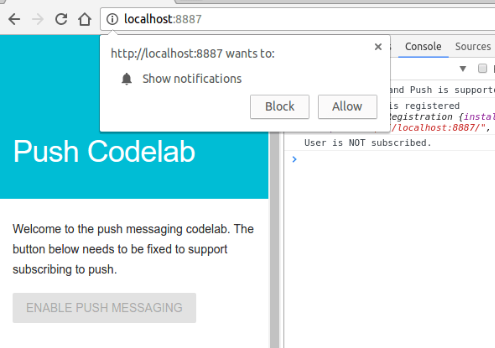 localhost:8887
http://localhost:8887 wants to:
Show notifications
Block
Allow
Console
Sources
and Push is supporte
is registered
Registration {instal
/localhost:8887/",
User is NOT subscribed.
Push Codelab
Welcome to the push messaging codelab. The
button below needs to be fixed to support
subscribing to push.
ENABLE PUSH MESSAGING